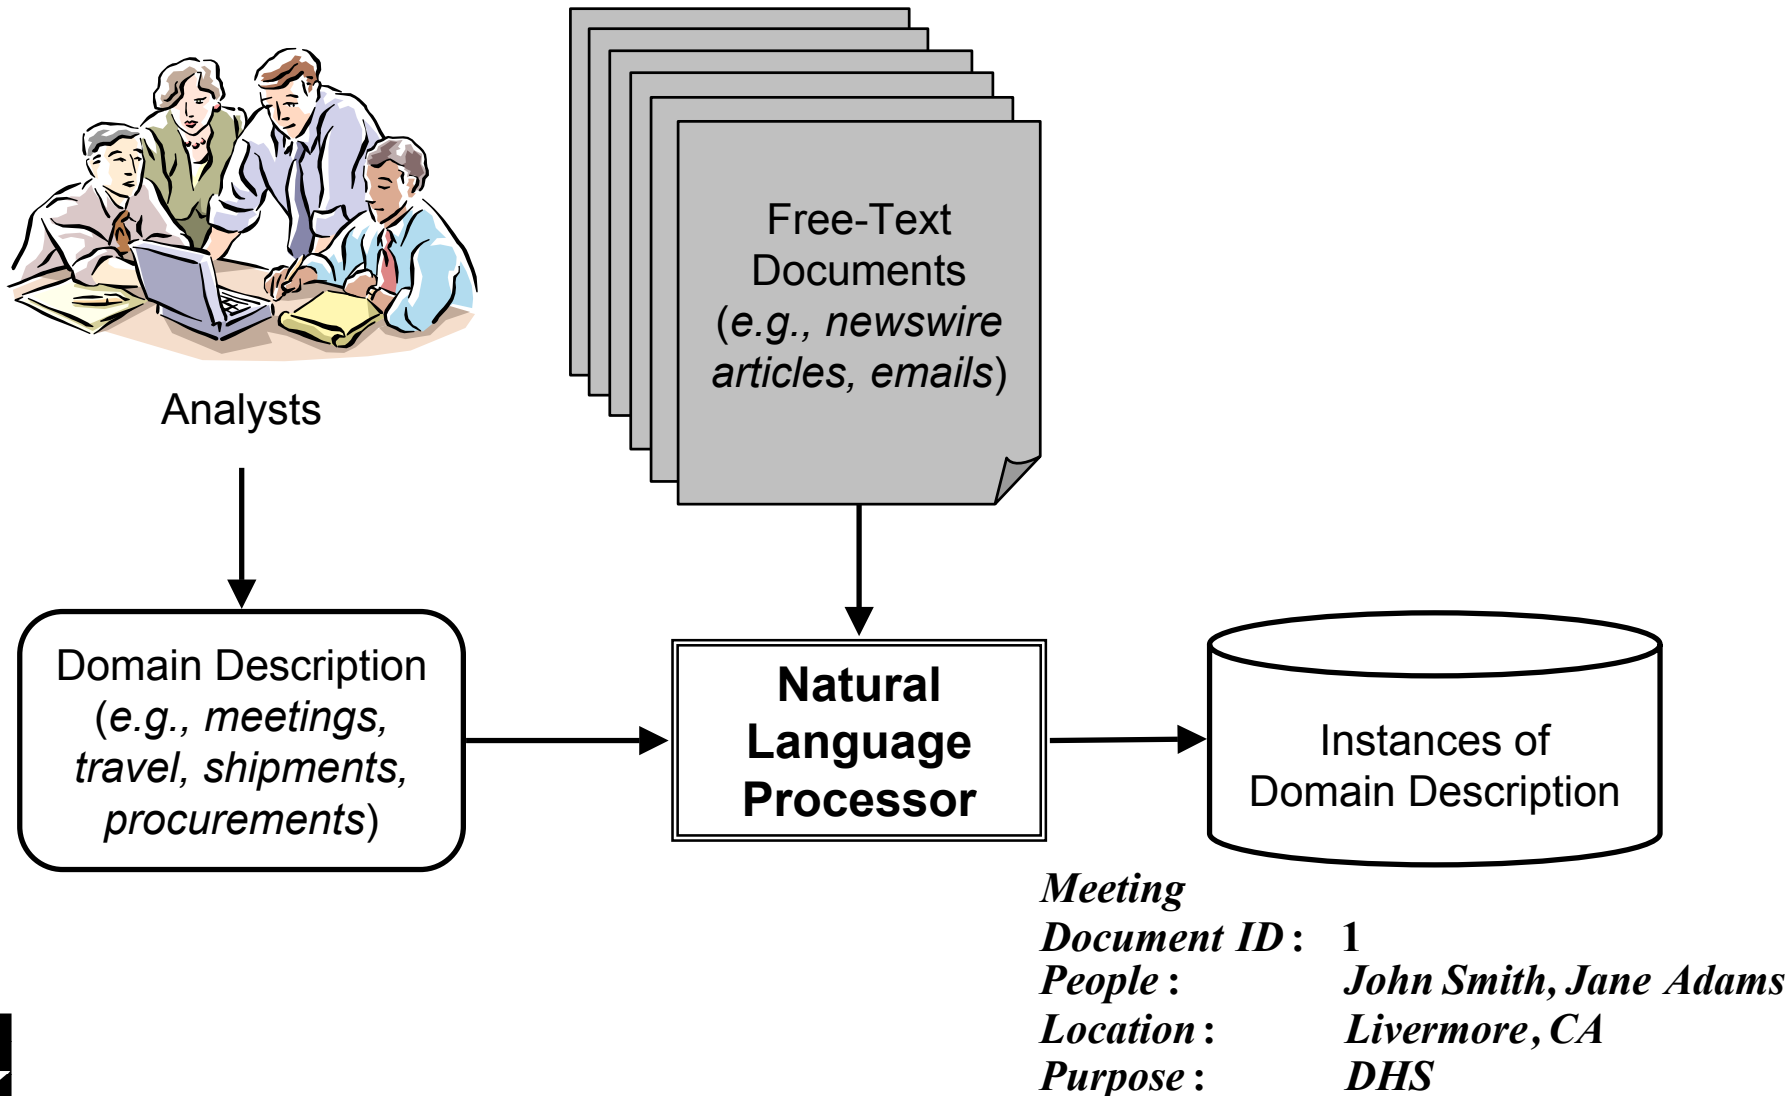 Free-Text
Documents
(e.g., newswire
articles, emails)
Analysts
Domain Description
(e.g., meetings,
travel, shipments,
procurements)
Natural
Language
Processor
Instances of
Domain Description
Meeting
Document ID : 1
People : John Smith, Jane Adams
Location : Livermore, CA
Purpose : DHS